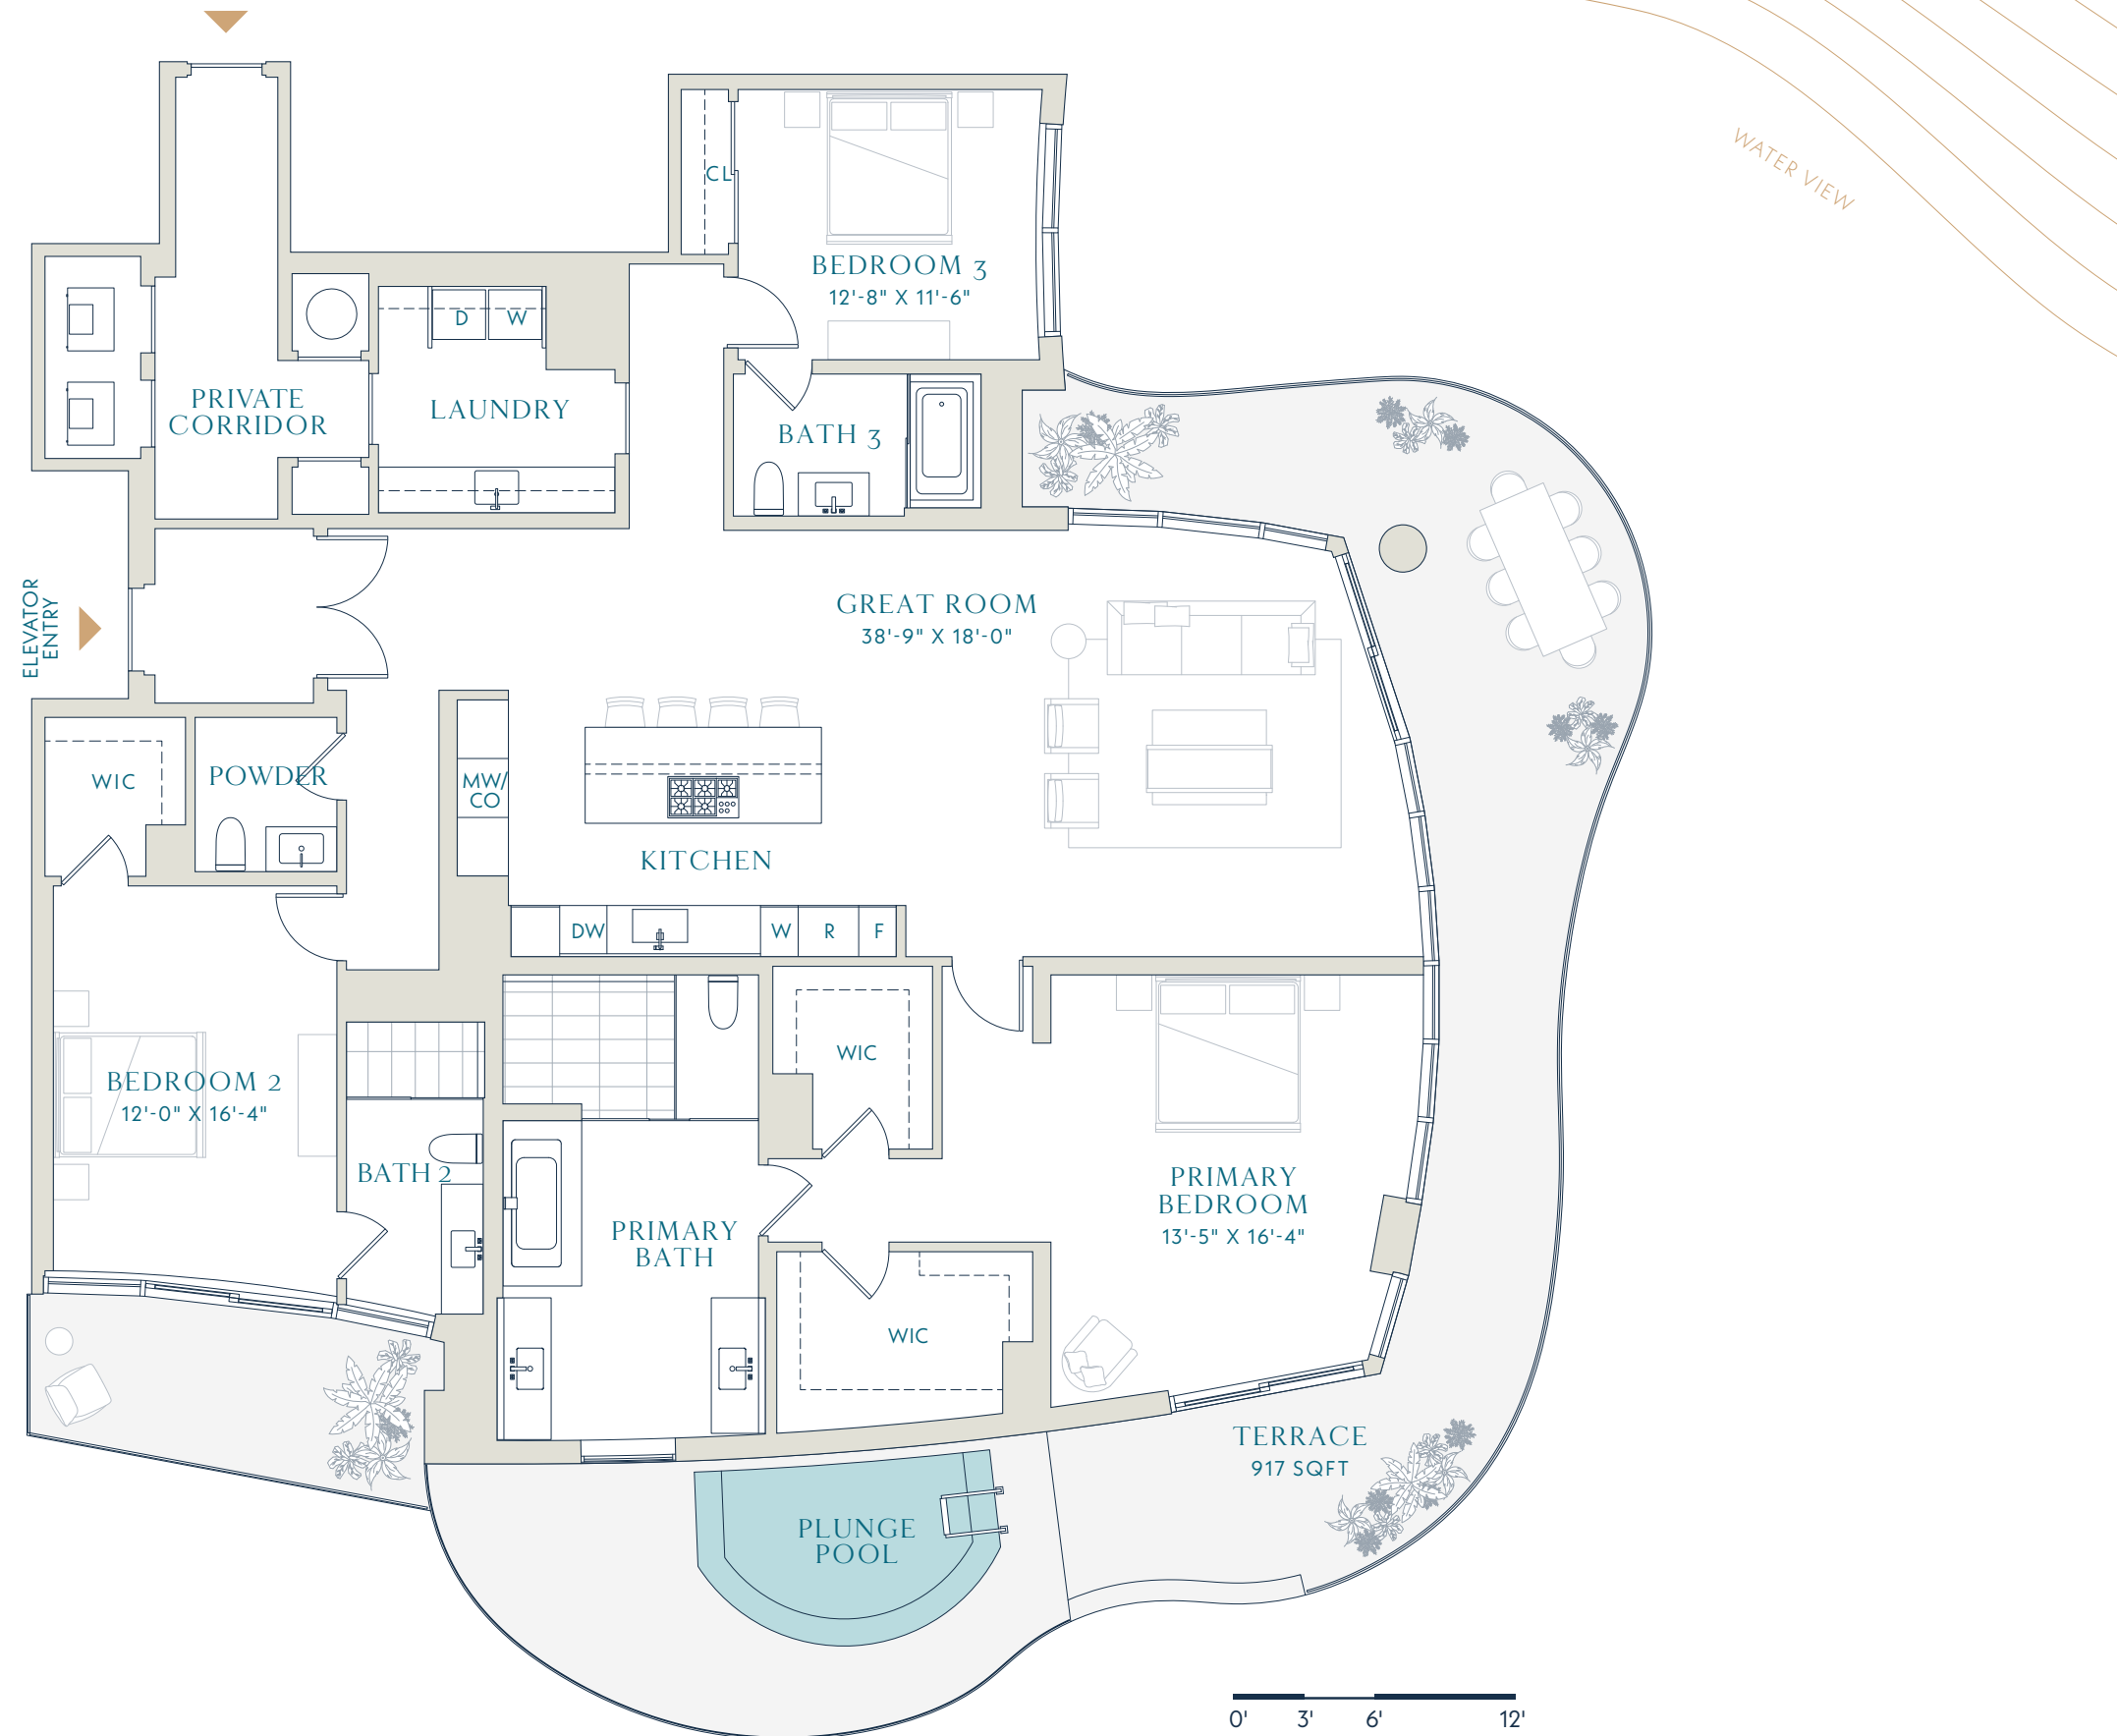 WATER VIEW
CL
BEDROOM 3
12'-8" X 11'-6"
D
W
PRIVATE
CORRIDOR
LAUNDRY
BATH 3
ELEVATOR
ENTRY
GREAT ROOM
38'-9" X 18'-0"
WIC
POWDER
MW/
CO
KITCHEN
DW
W
R
F
WIC
BEDROOM 2
12'-0" X 16'-4"
BATH 2
PRIMARY
BATH
PRIMARY
BEDROOM
13'-5" X 16'-4"
WIC
TERRACE
917 SQFT
PLUNGE
POOL
0' 3' 6' 12'